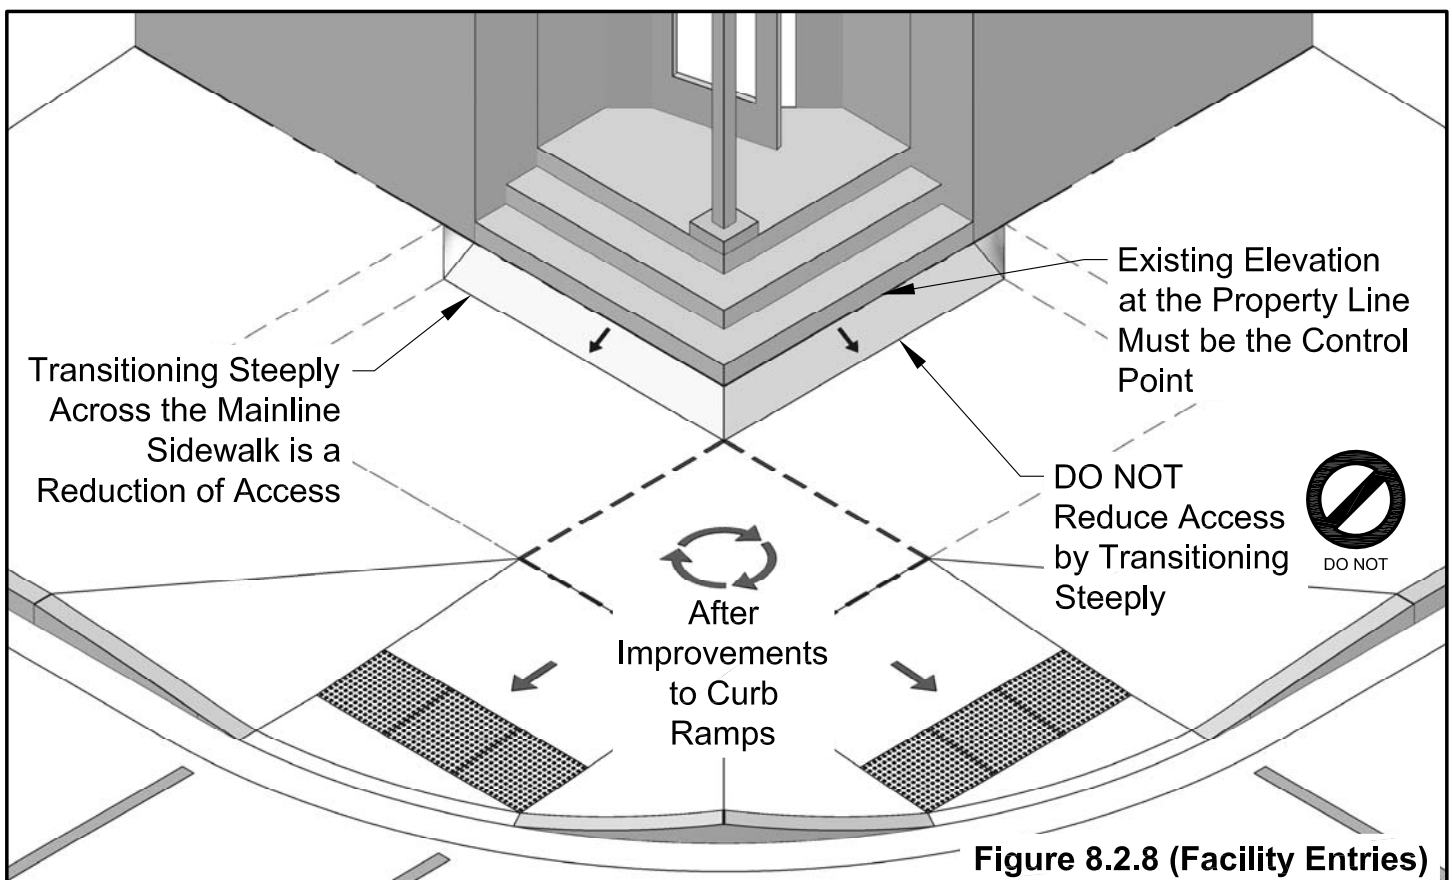 Existing Elevation
at the Property Line
Must be the Control
Point
Transitioning Steeply
Across the Mainline
Sidewalk is a
Reduction of Access
DO NOT
Reduce Access
by Transitioning
Steeply
DO NOT
After
Improvements
to Curb
Ramps
Figure 8.2.8 (Facility Entries)